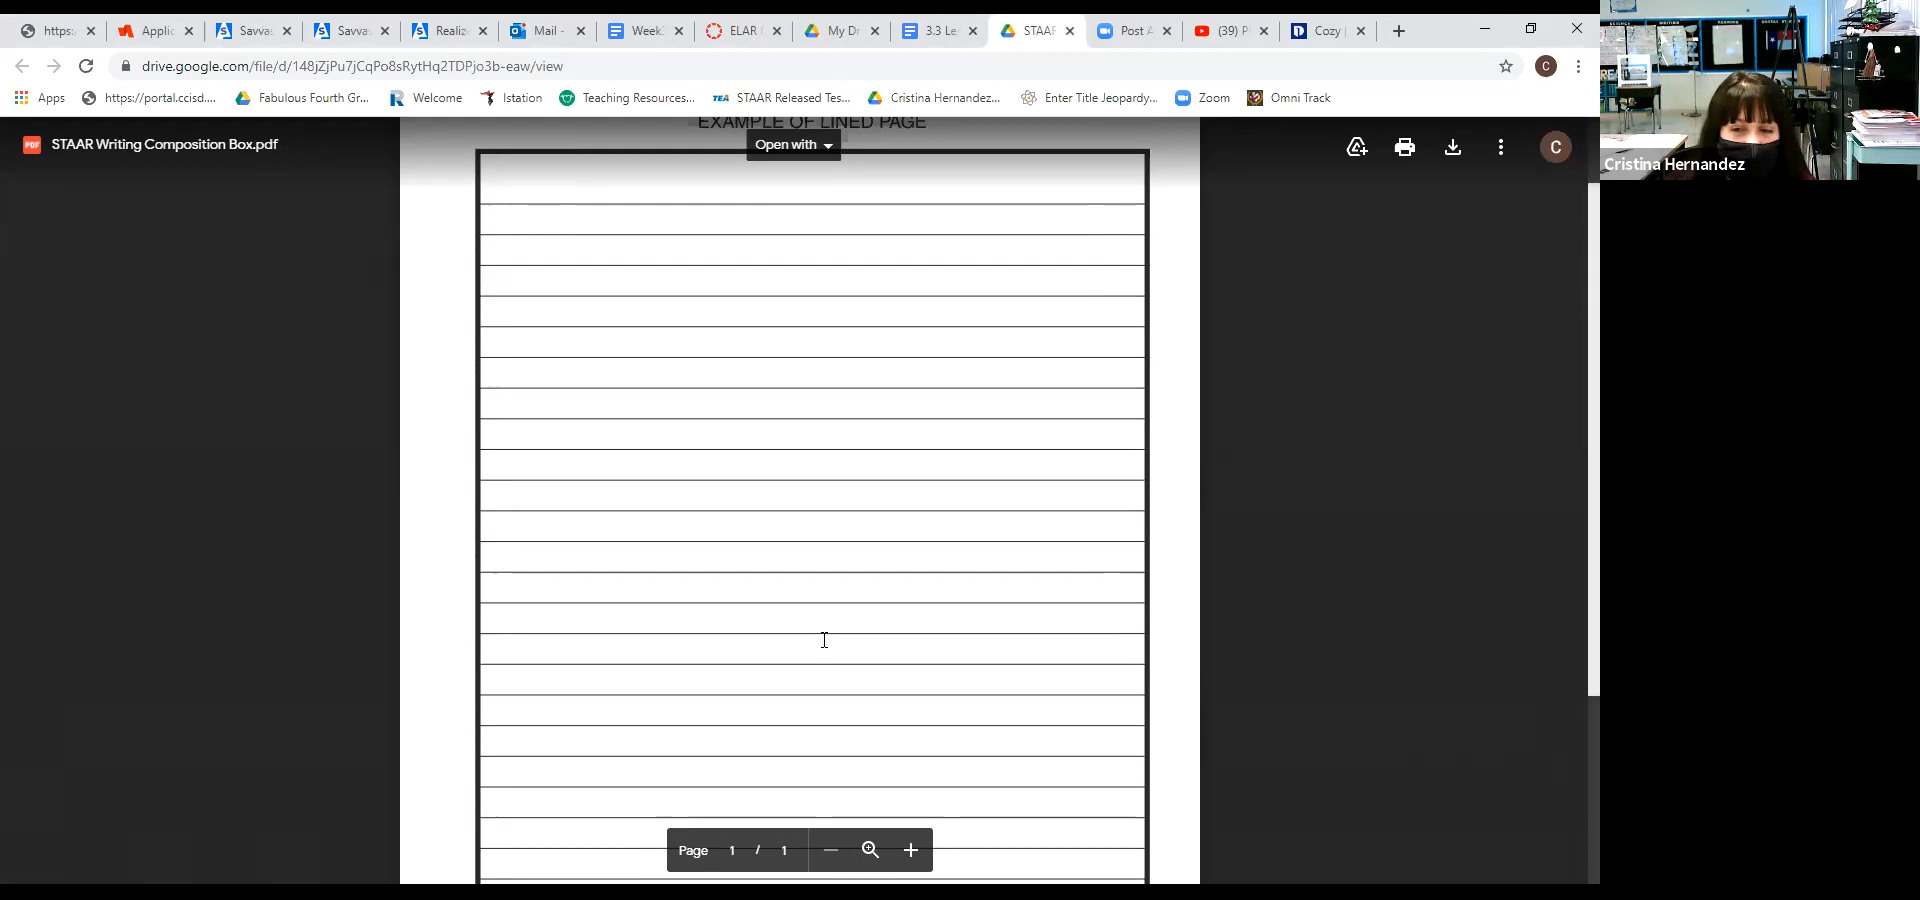 https:
Applic
Savva
Savva
Realiz
Mail -
Week
ELAR
My Dr
3.3 Le
STAAR
Post A
(39) P
Cozy
drive.google.com/file/d/148jZjPu7jCqPo8sRytHq2TDPjo3b-eaw/view
C
Apps
https://portal.ccisd....
Fabulous Fourth Gr...
Welcome
Istation
Teaching Resources...
TEA
STAAR Released Tes...
Cristina Hernandez...
Enter Title Jeopardy...
Zoom
Omni Track
EXAMPLE OF LINED PAGE
PDF
STAAR Writing Composition Box.pdf
Open with
C
Cristina Hernandez
Page 1 / 1